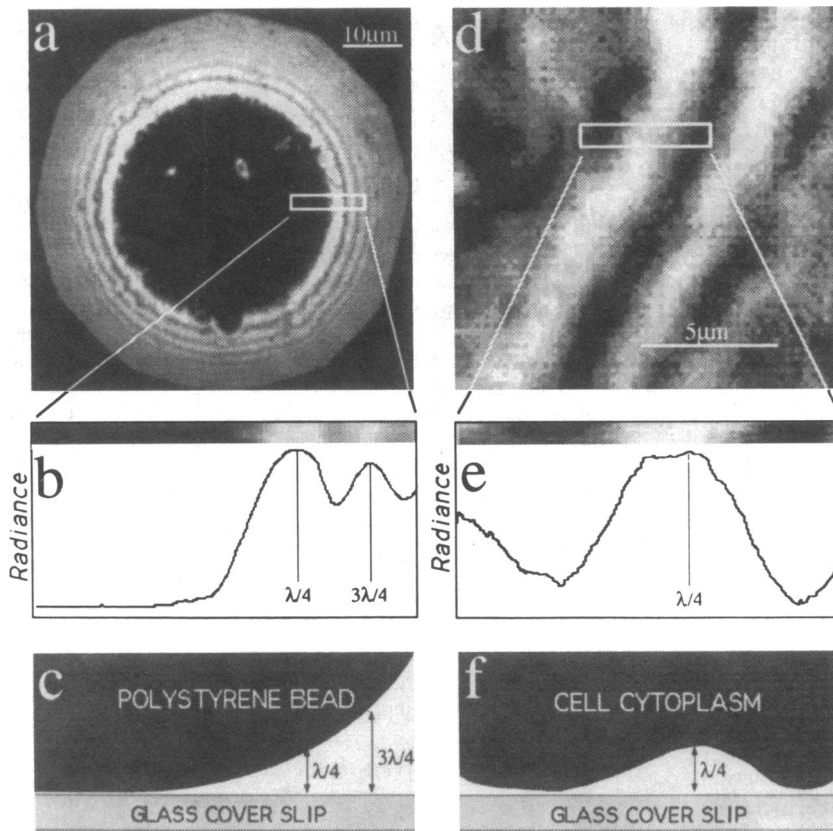 a
10μm
d
5μm
b
Radiance
λ/4
3λ/4
e
Radiance
λ/4
c
POLYSTYRENE BEAD
λ/4
3λ/4
GLASS COVER SLIP
f
CELL CYTOPLASM
λ/4
GLASS COVER SLIP